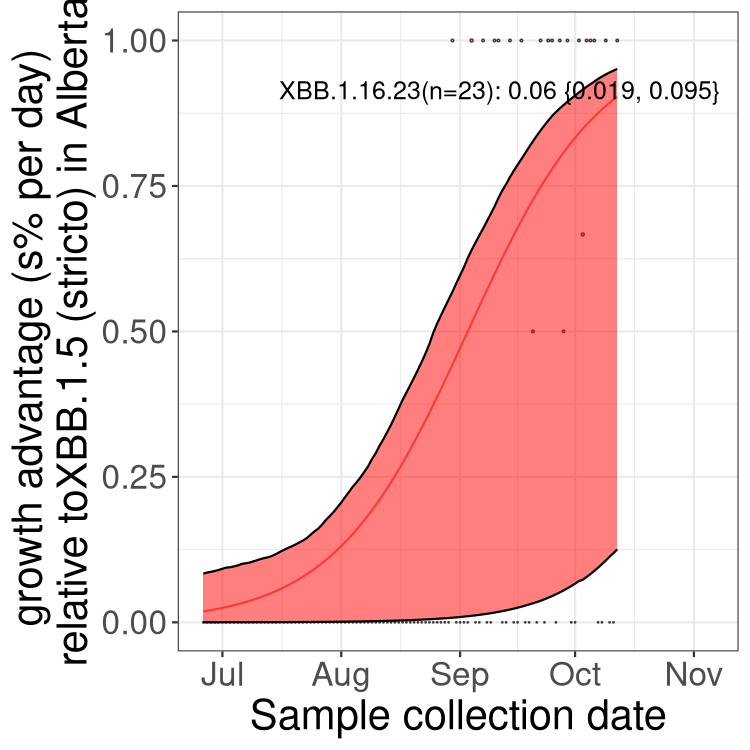 growth advantage (s% per day)
relative toXBB.1.5 (stricto) in Alberta
1.00
0.75
0.50
0.25
0.00
XBB.1.16.23(n=23): 0.06 {0.019, 0.095}
Jul Aug Sep Oct Nov
Sample collection date